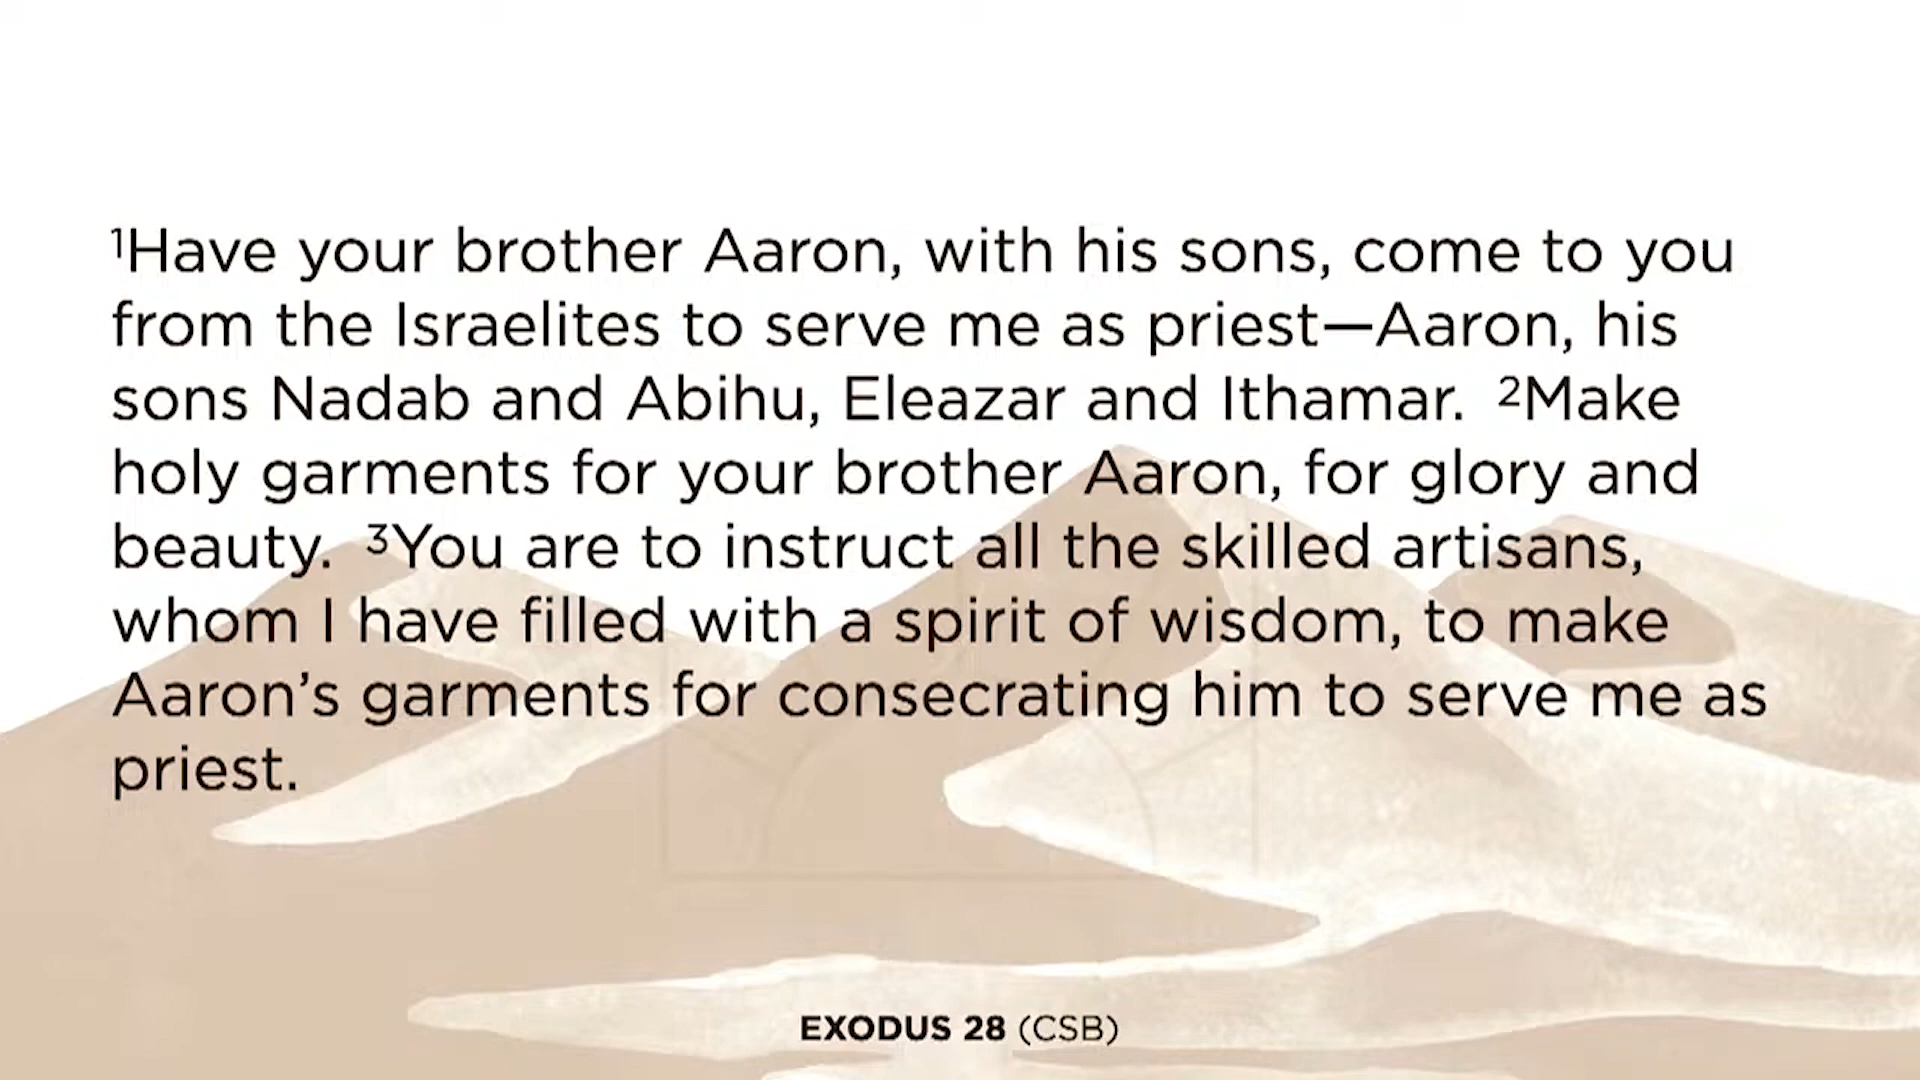 ¹Have your brother Aaron, with his sons, come to you
from the Israelites to serve me as priest—Aaron, his
sons Nadab and Abihu, Eleazar and Ithamar. ²Make
holy garments for your brother Aaron, for glory and
beauty. ³You are to instruct all the skilled artisans,
whom I have filled with a spirit of wisdom, to make
Aaron’s garments for consecrating him to serve me as
priest.
EXODUS 28 (CSB)